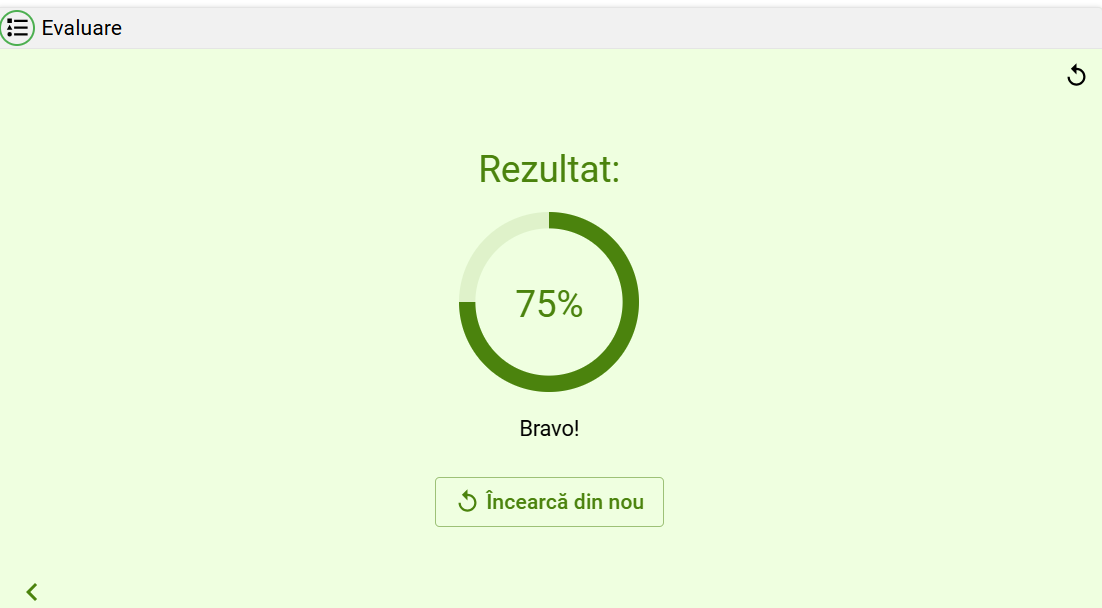 Evaluare
Rezultat:
75%
Bravo!
Încearcă din nou